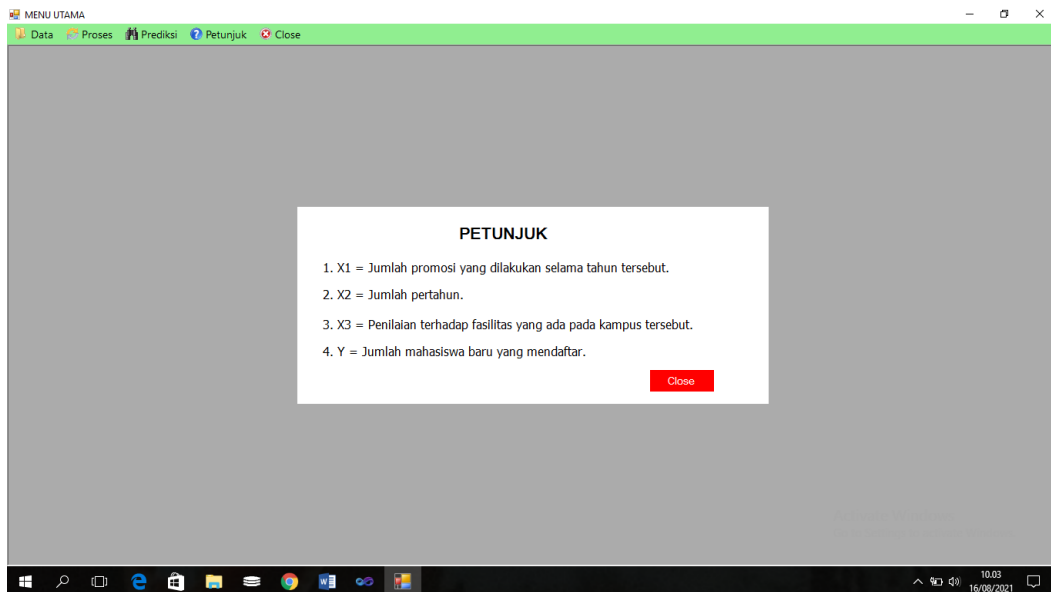 MENU UTAMA
Data Proses Prediksi Petunjuk Close
PETUNJUK
1. X1 = Jumlah promosi yang dilakukan selama tahun tersebut.
2. X2 = Jumlah pertahun.
3. X3 = Penilaian terhadap fasilitas yang ada pada kampus tersebut.
4. Y = Jumlah mahasiswa baru yang mendaftar.
Close
10.03
16/08/2021